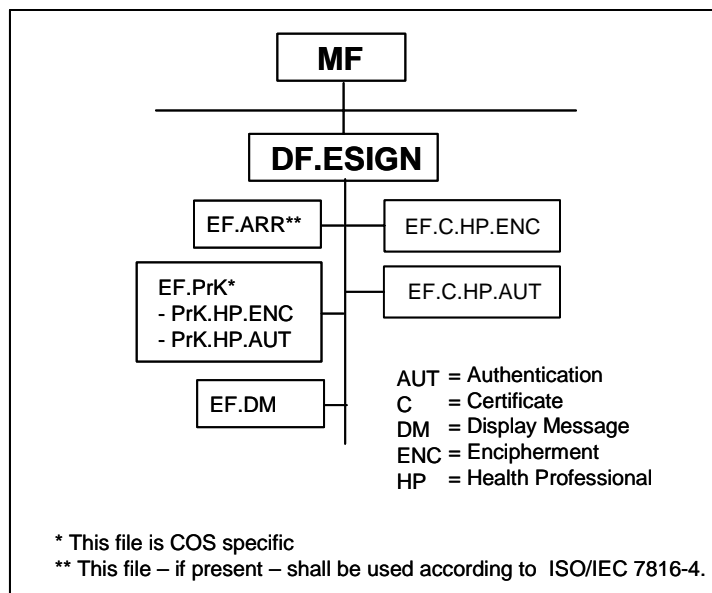 MF
DF.ESIGN
EF.ARR**
EF.C.HP.ENC
EF.PrK*
- PrK.HP.ENC
- PrK.HP.AUT
EF.C.HP.AUT
EF.DM
AUT = Authentication
C = Certificate
DM = Display Message
ENC = Encipherment
HP = Health Professional
* This file is COS specific
** This file – if present – shall be used according to ISO/IEC 7816-4.